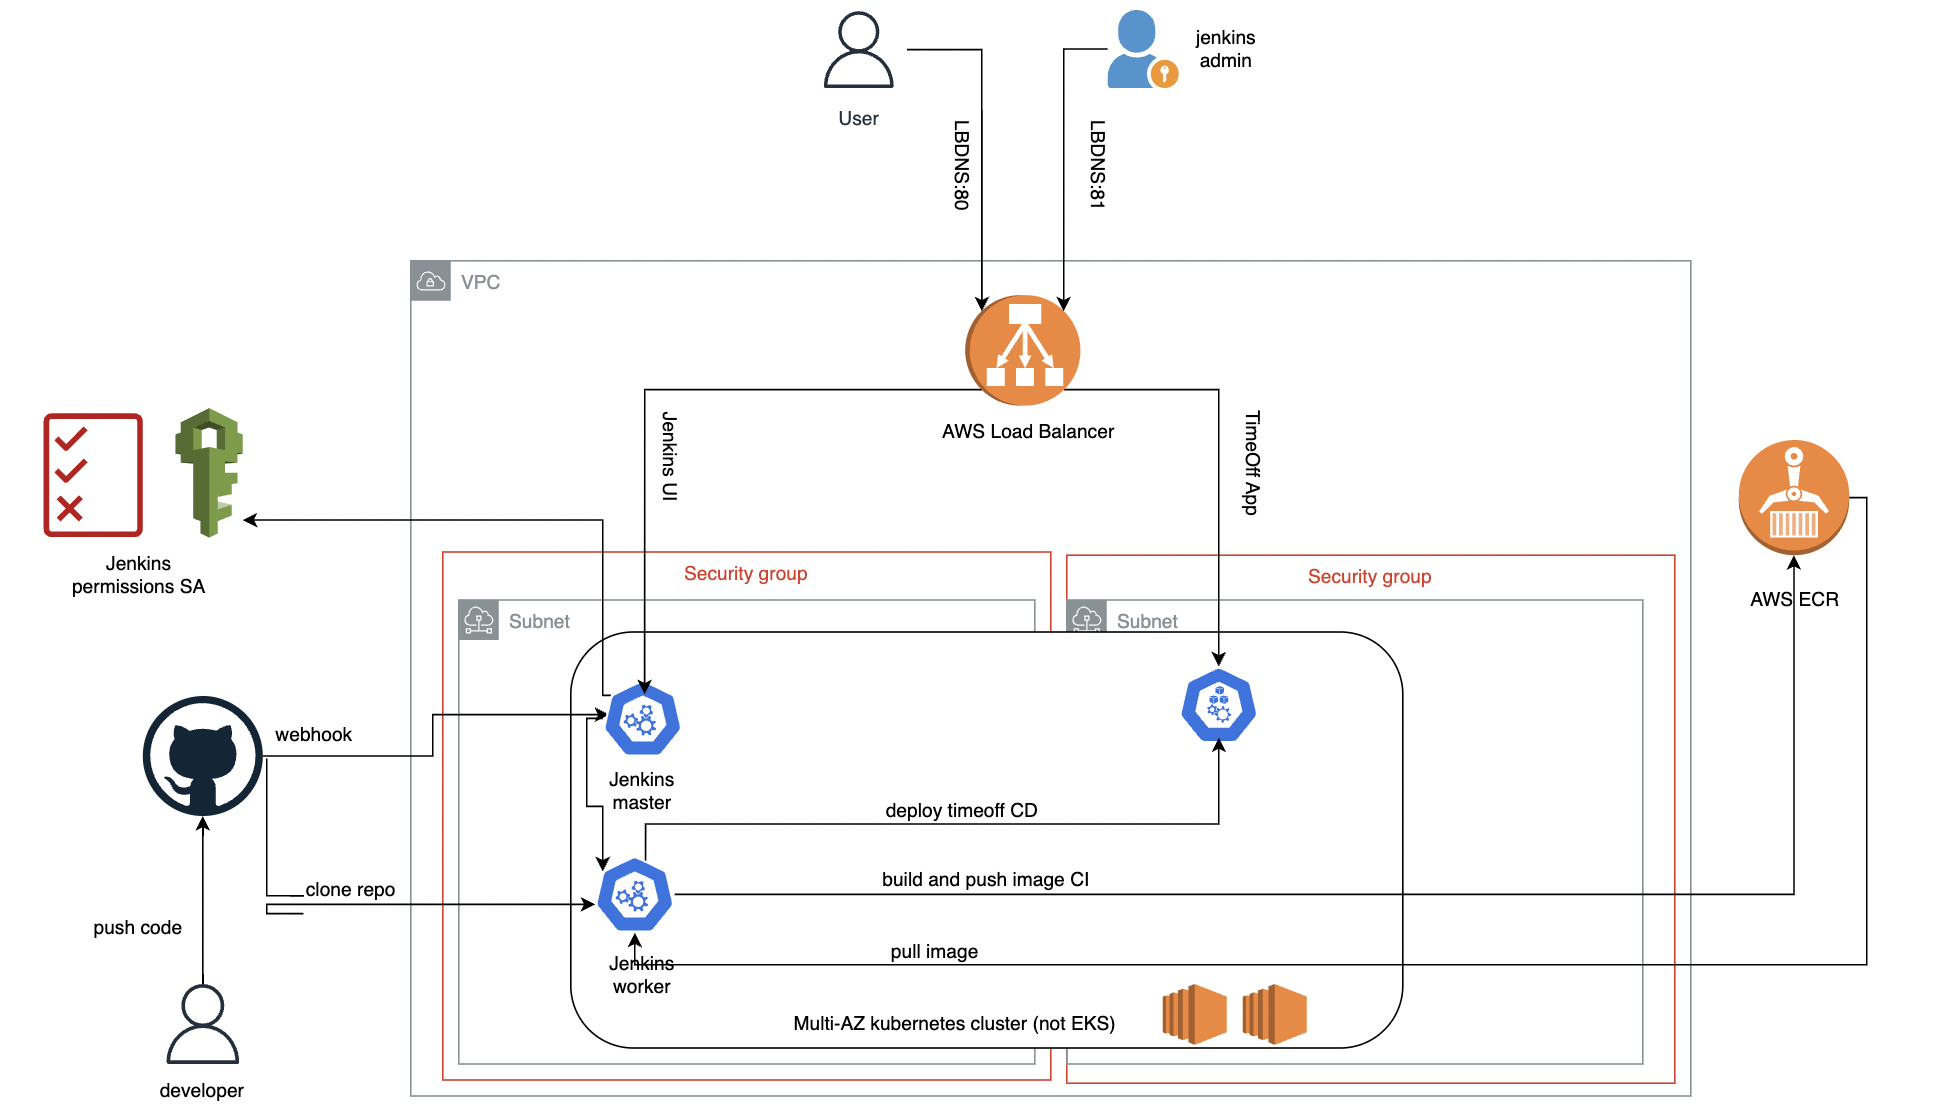 jenkins
admin
User
LBDNS:80
LBDNS:81
VPC
AWS Load Balancer
Jenkins UI
TimeOff App
Jenkins
permissions SA
Security group
Security group
AWS ECR
Subnet
Subnet
webhook
Jenkins
master
deploy timeoff CD
build and push image CI
clone repo
push code
pull image
Jenkins
worker
Multi-AZ kubernetes cluster (not EKS)
developer